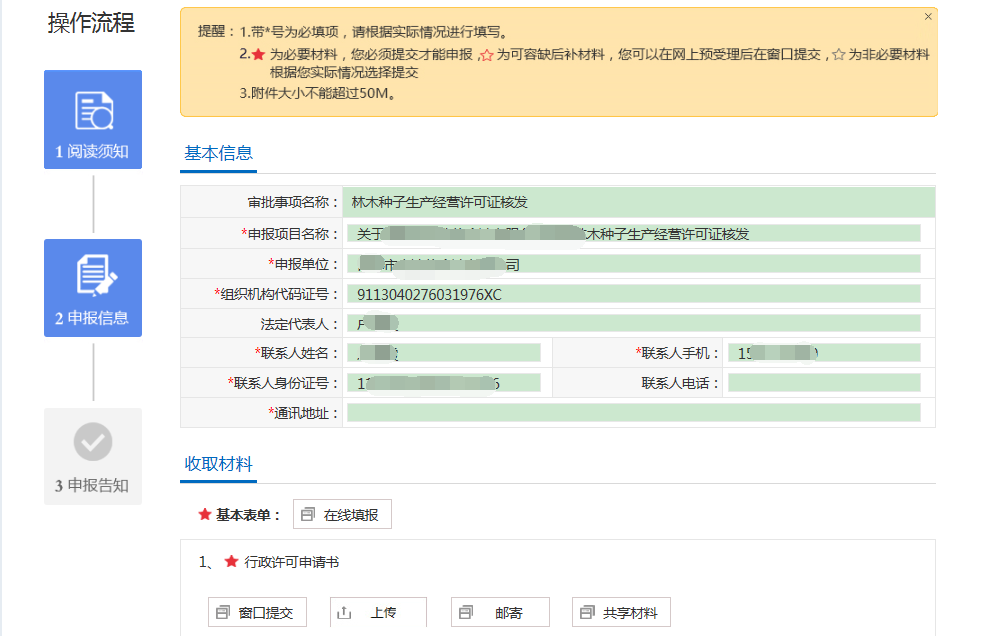 操作流程
1 阅读须知
2 申报信息
3 申报告知
提醒：1.带*号为必填项，请根据实际情况进行填写。
2.★ 为必要材料，您必须提交才能申报，☆为可容缺后补材料，您可以在网上预受理后在窗口提交，☆为非必要材料
根据您实际情况选择提交
3.附件大小不能超过50M。
×
基本信息
审批事项名称： 林木种子生产经营许可证核发
*申报项目名称： 关于 木种子生产经营许可证核发
*申报单位： 市 司
*组织机构代码证号： 9113040276031976XC
法定代表人：
*联系人姓名：
*联系人手机： 15
*联系人身份证号： 11 6
联系人电话：
*通讯地址：
收取材料
★ 基本表单： 在线填报
1、 ★ 行政许可申请书
窗口提交 上传 邮寄 共享材料